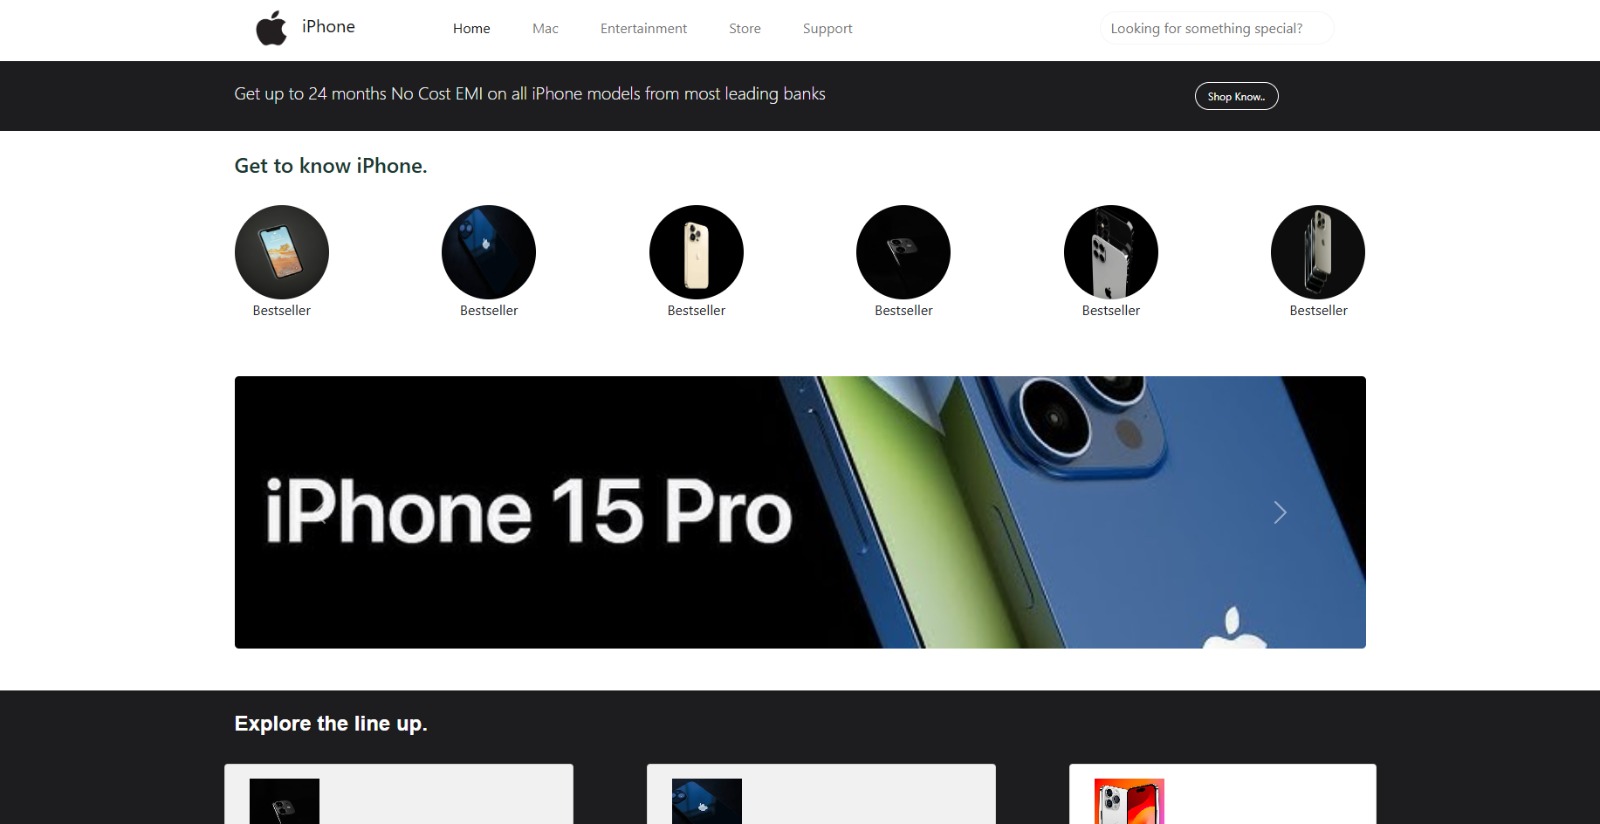 iPhone
Home Mac Entertainment Store Support
Looking for something special?
Get up to 24 months No Cost EMI on all iPhone models from most leading banks
Shop Know..
Get to know iPhone.
Bestseller Bestseller Bestseller Bestseller Bestseller Bestseller
iPhone 15 Pro
Explore the line up.